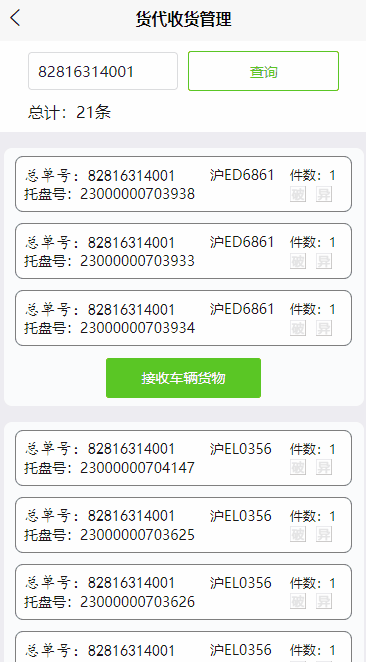 货代收货管理
82816314001 查询
总计：21条
总单号：82816314001 沪ED6861 件数：1
托盘号：23000000703938 破 异
总单号：82816314001 沪ED6861 件数：1
托盘号：23000000703933 破 异
总单号：82816314001 沪ED6861 件数：1
托盘号：23000000703934 破 异
接收车辆货物
总单号：82816314001 沪EL0356 件数：1
托盘号：23000000704147 破 异
总单号：82816314001 沪EL0356 件数：1
托盘号：23000000703625 破 异
总单号：82816314001 沪EL0356 件数：1
托盘号：23000000703626 破 异
总单号：82816314001 沪EL0356 件数：1